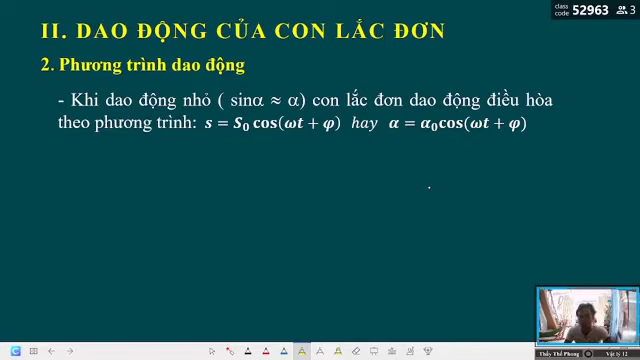 class code 52963 3
II. DAO ĐỘNG CỦA CON LẮC ĐƠN
2. Phương trình dao động
- Khi dao động nhỏ ( sinα ≈ α) con lắc đơn dao động điều hòa
theo phương trình: s = S₀ cos(ωt + φ) hay α = α₀cos(ωt + φ)
Thầy Thế Phong Vật lý 12